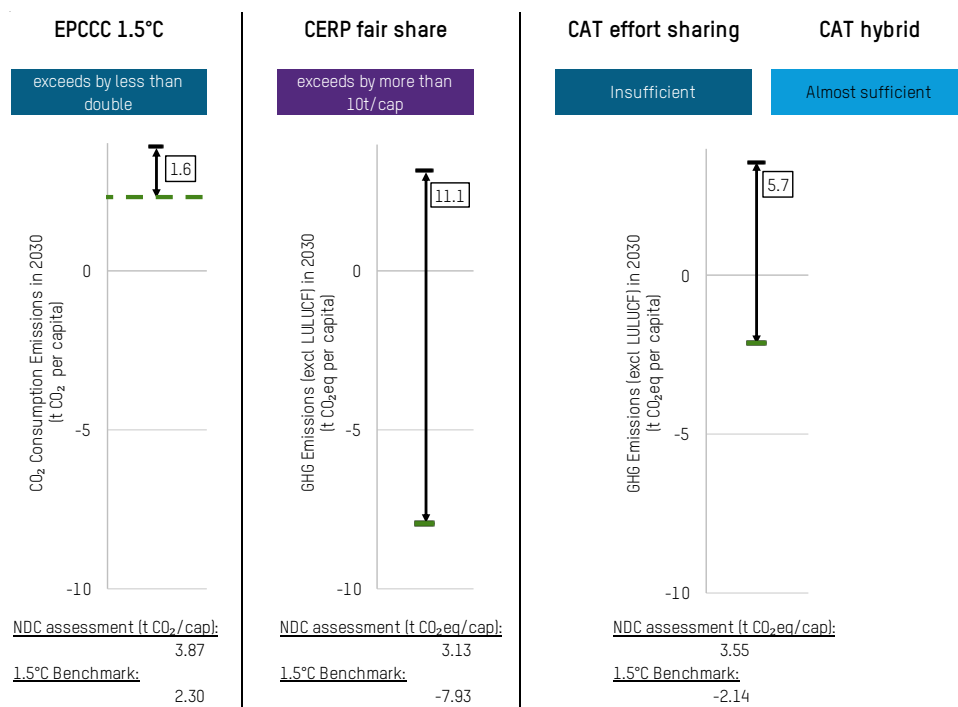 EPCCC 1.5°C
exceeds by less than
double
1.6
CO₂ Consumption Emissions in 2030
(t CO₂ per capita)
0
-5
-10
NDC assessment (t CO₂/cap):
3.87
1.5°C Benchmark:
2.30
CERP fair share
exceeds by more than
10t/cap
11.1
GHG Emissions (excl LULUCF) in 2030
(t CO₂eq per capita)
0
-5
-10
NDC assessment (t CO₂eq/cap):
3.13
1.5°C Benchmark:
-7.93
CAT effort sharing
CAT hybrid
Insufficient
Almost sufficient
5.7
GHG Emissions (excl LULUCF) in 2030
(t CO₂eq per capita)
0
-5
-10
NDC assessment (t CO₂eq/cap):
3.55
1.5°C Benchmark:
-2.14